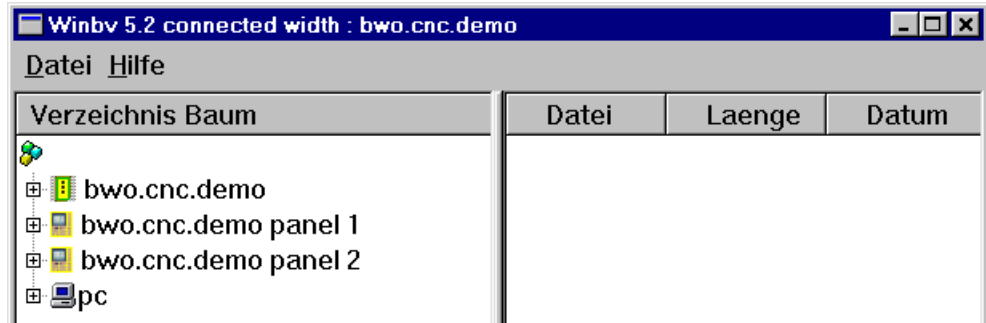 Winbv 5.2 connected width : bwo.cnc.demo
Datei Hilfe
Verzeichnis Baum Datei Laenge Datum
bwo.cnc.demo
bwo.cnc.demo panel 1
bwo.cnc.demo panel 2
pc